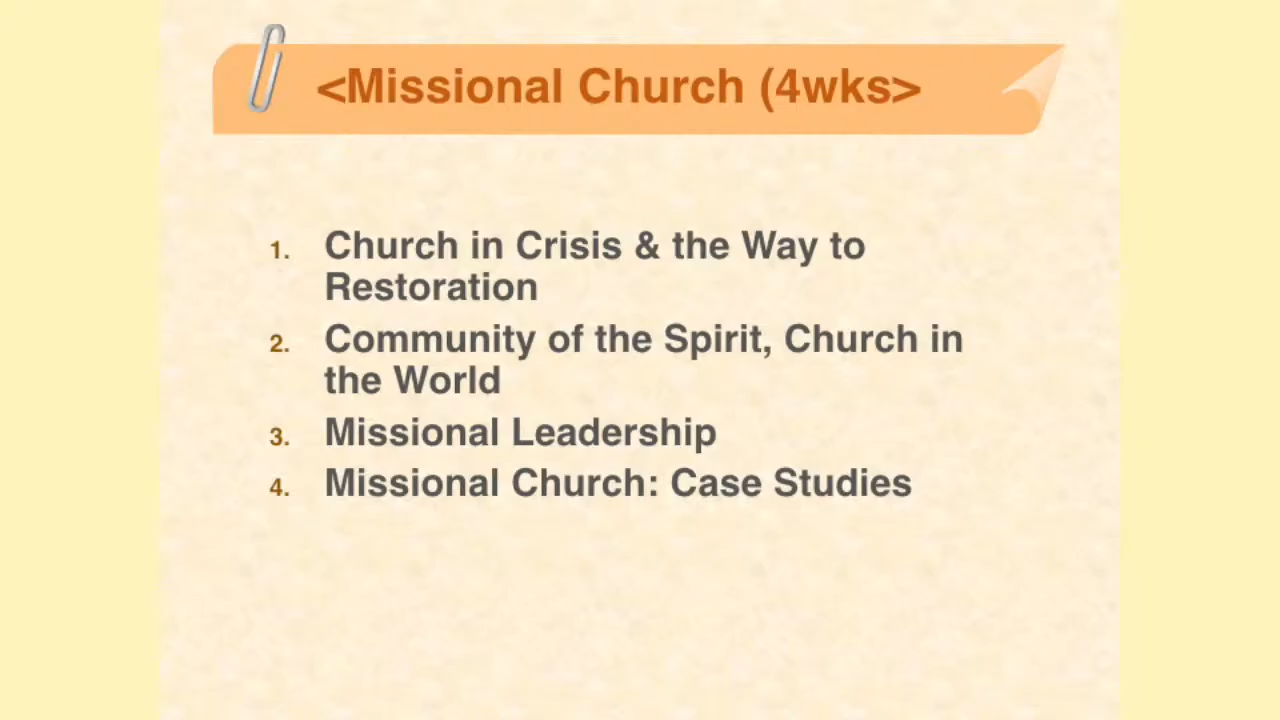 <Missional Church (4wks>
1. Church in Crisis & the Way to
Restoration
2. Community of the Spirit, Church in
the World
3. Missional Leadership
4. Missional Church: Case Studies